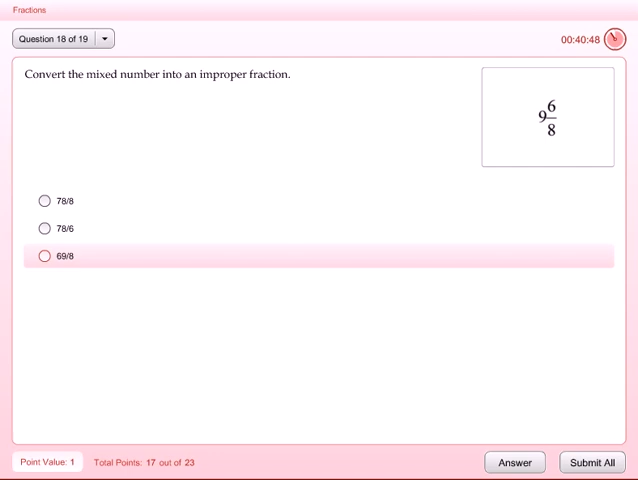 Fractions
Question 18 of 19
00:40:48
Convert the mixed number into an improper fraction.
9 6/8
78/8
78/6
69/8
Point Value: 1
Total Points: 17 out of 23
Answer
Submit All